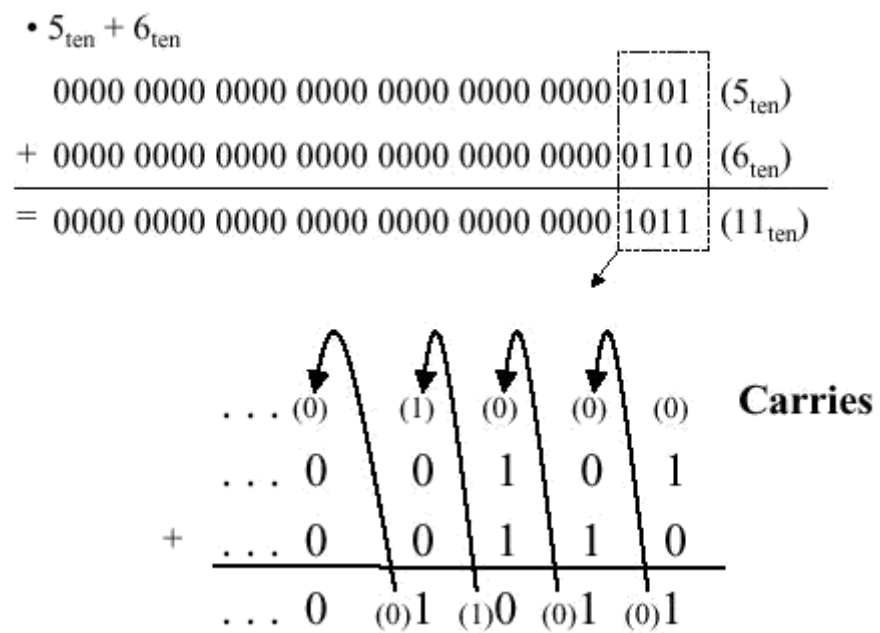 • 5ten + 6ten
0000 0000 0000 0000 0000 0000 0000 0101 (5ten)
+ 0000 0000 0000 0000 0000 0000 0000 0110 (6ten)
= 0000 0000 0000 0000 0000 0000 0000 1011 (11ten)
. . . (0) (1) (0) (0) (0) Carries
. . . 0 0 1 0 1
+ . . . 0 0 1 1 0
. . . 0 (0)1 (1)0 (0)1 (0)1